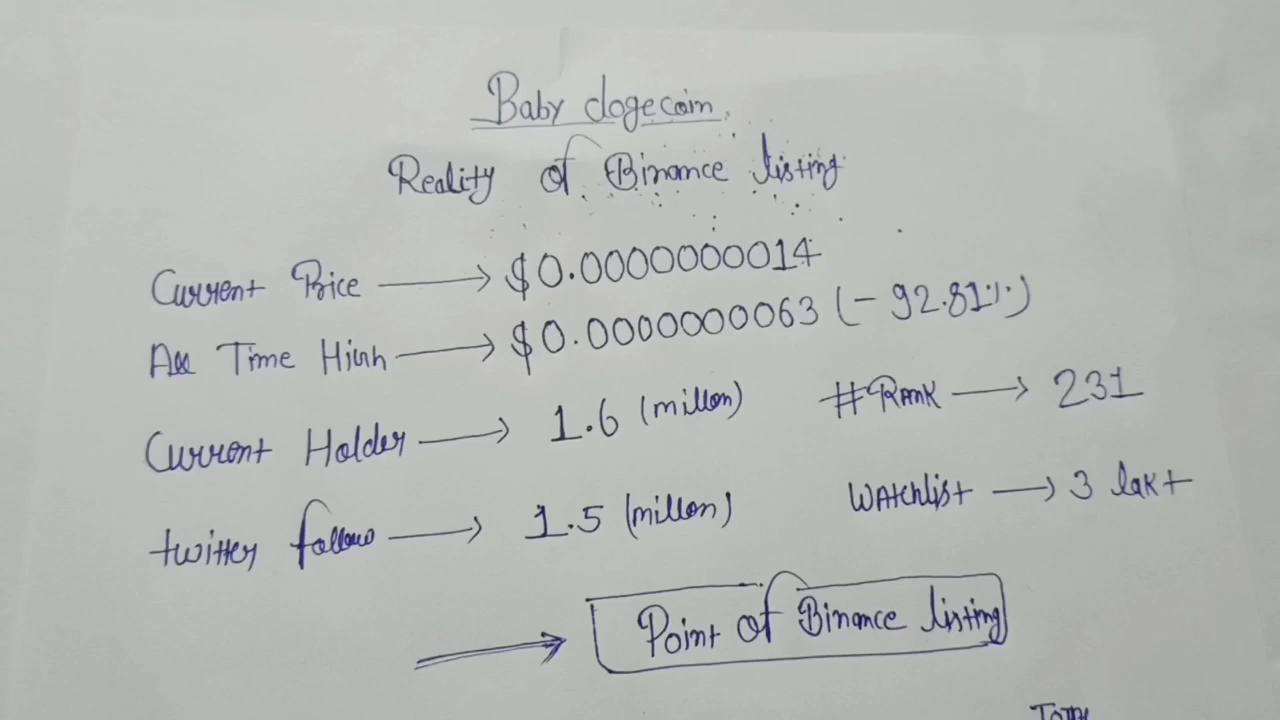 Baby dogecoin
Reality of Binance listing
Current Price → $0.0000000014
All Time High → $0.0000000063 (-92.81%)
Current Holder → 1.6 (millon) #Rank → 231
twitter follow → 1.5 (millon) Watchlist → 3 lakt
→ Point of Binance listing